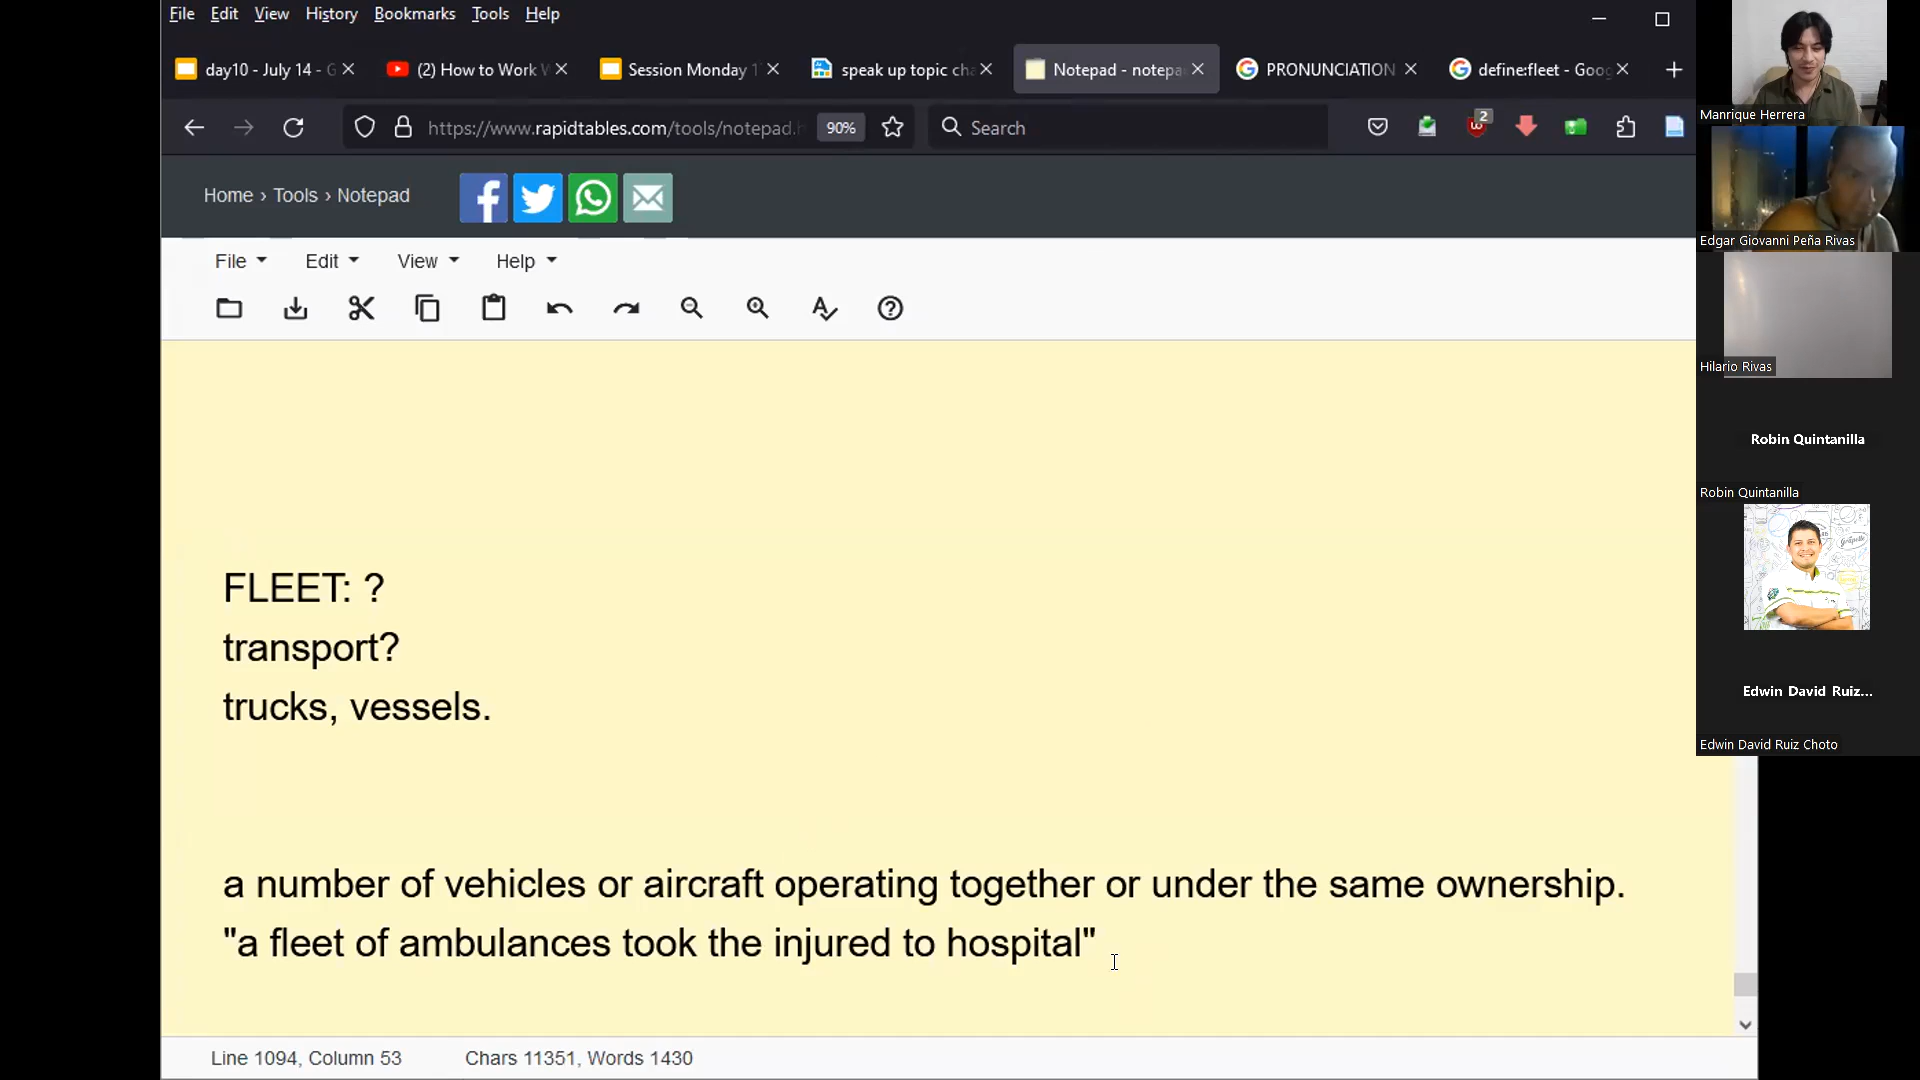 File Edit View History Bookmarks Tools Help
day10 - July 14 - G
(2) How to Work W
Session Monday 1
speak up topic cha
Notepad - notepa
PRONUNCIATION
define:fleet - Goog
https://www.rapidtables.com/tools/notepad.h
90%
Search
2
Home › Tools › Notepad
File Edit View Help
FLEET: ?
transport?
trucks, vessels.
a number of vehicles or aircraft operating together or under the same ownership.
"a fleet of ambulances took the injured to hospital"
Line 1094, Column 53
Chars 11351, Words 1430
Manrique Herrera
Edgar Giovanni Peña Rivas
Hilario Rivas
Robin Quintanilla
Robin Quintanilla
Edwin David Ruiz...
Edwin David Ruiz Choto